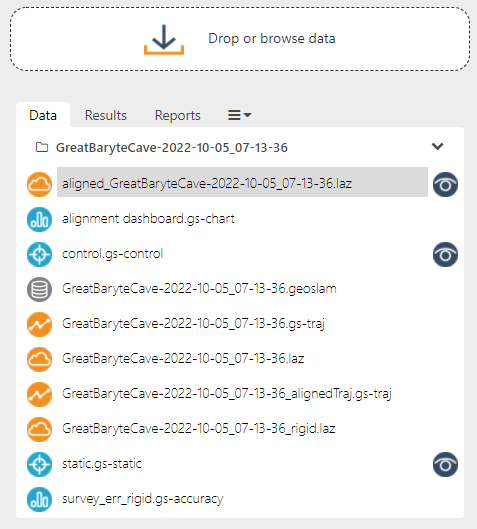 Drop or browse data
Data Results Reports
GreatBaryteCave-2022-10-05_07-13-36
aligned_GreatBaryteCave-2022-10-05_07-13-36.laz
alignment dashboard.gs-chart
control.gs-control
GreatBaryteCave-2022-10-05_07-13-36.geoslam
GreatBaryteCave-2022-10-05_07-13-36.gs-traj
GreatBaryteCave-2022-10-05_07-13-36.laz
GreatBaryteCave-2022-10-05_07-13-36_alignedTraj.gs-traj
GreatBaryteCave-2022-10-05_07-13-36_rigid.laz
static.gs-static
survey_err_rigid.gs-accuracy